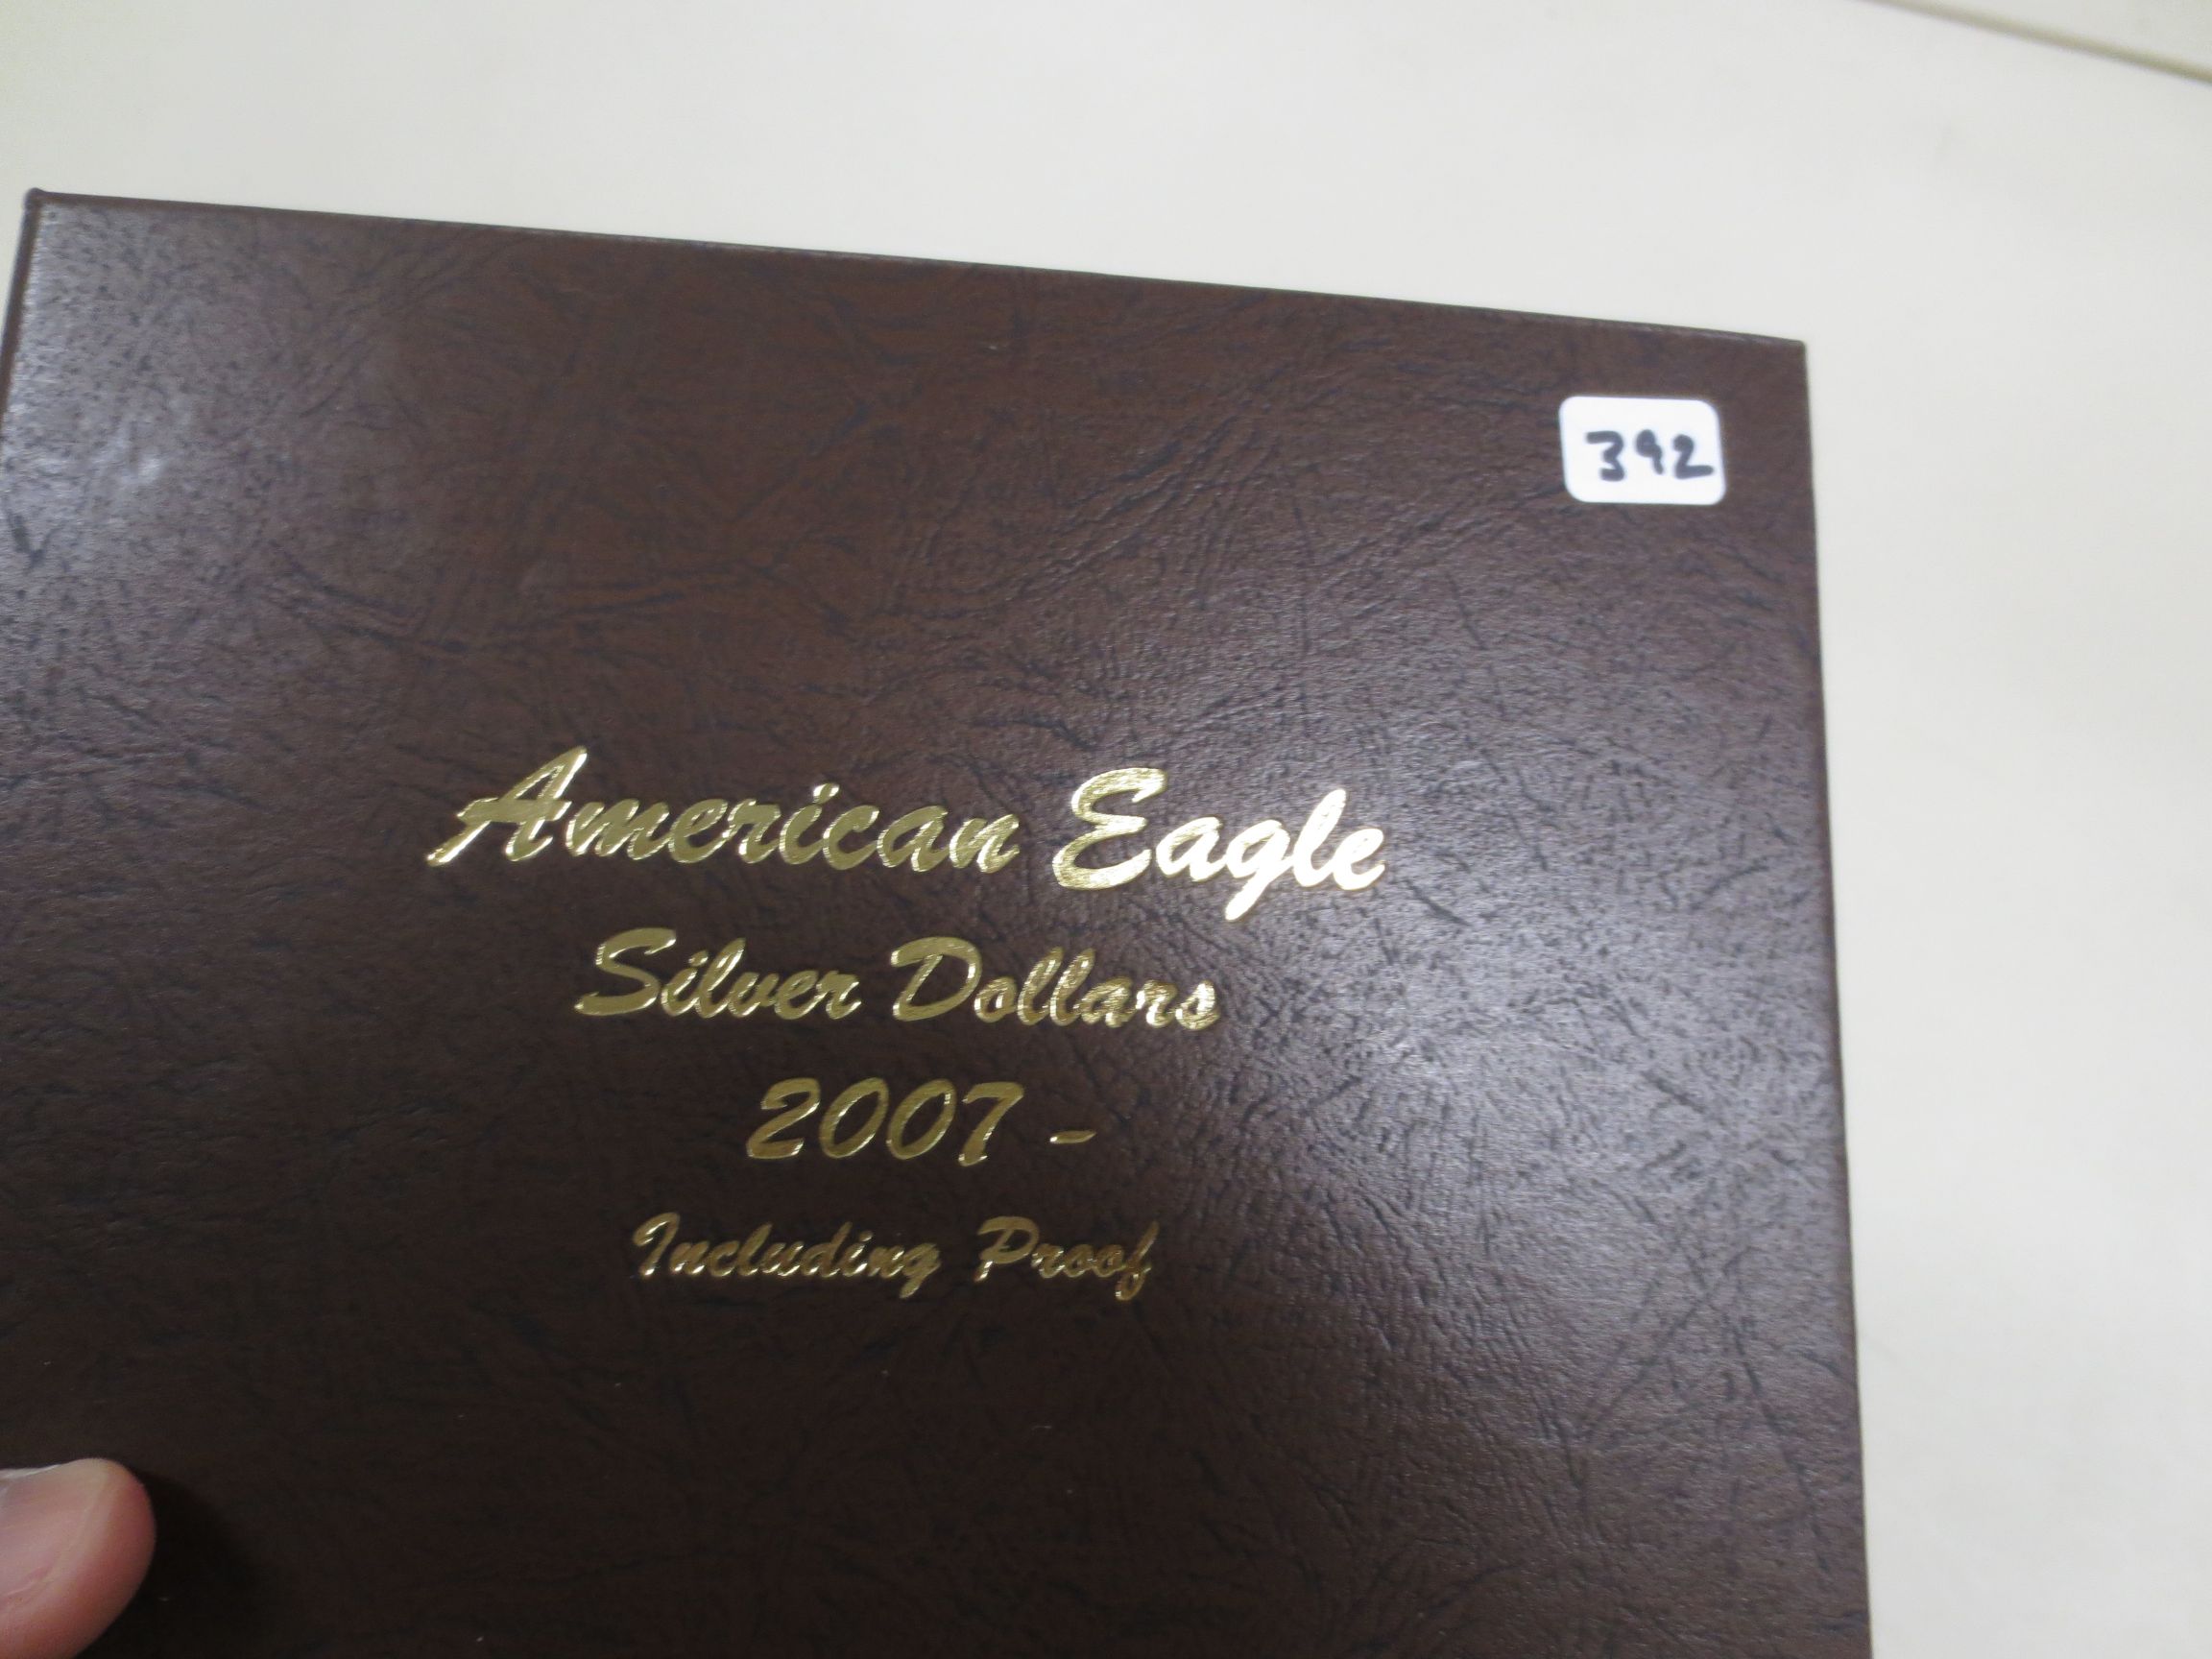 392
American Eagle
Silver Dollars
2007 -
Including Proof